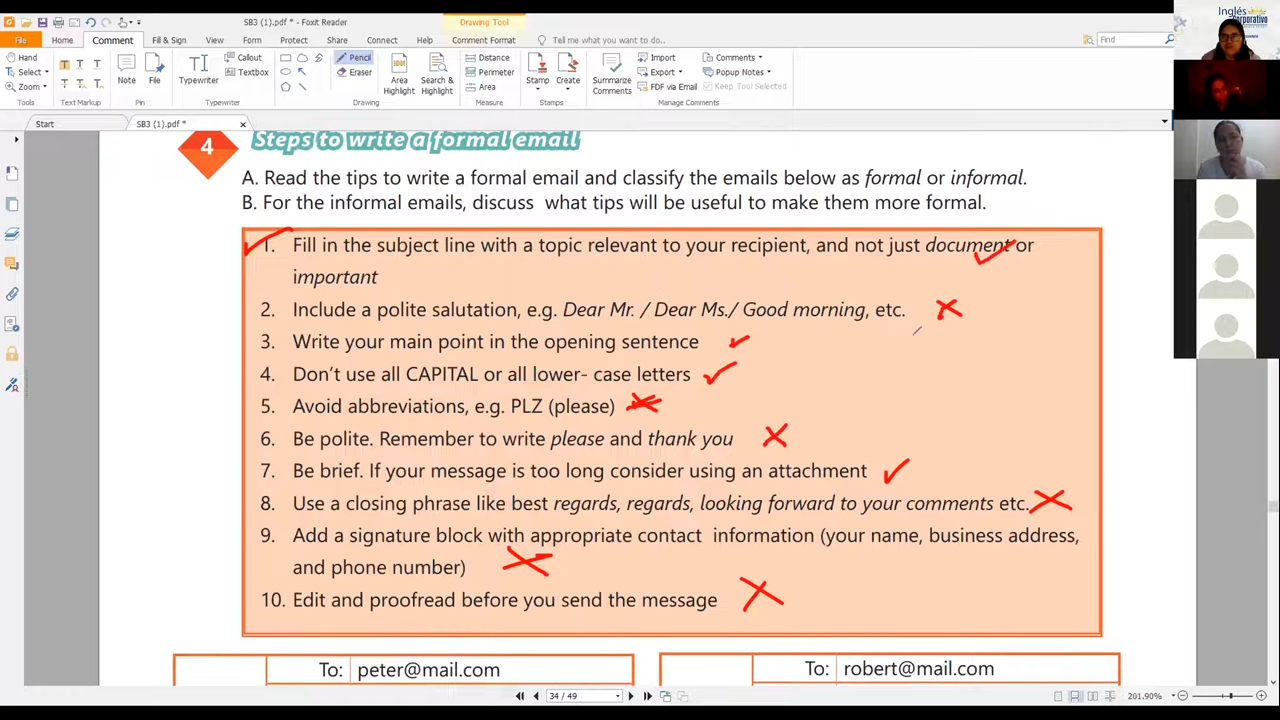 SB3 (1).pdf * - Foxit Reader
Drawing Tool
File Home Comment Fill & Sign View Form Protect Share Connect Help Comment Format Tell me what you want to do... Find
Hand
Select
Zoom
Tools
Text Markup
Note
File
Pin
Typewriter
Callout
Textbox
Typewriter
Pencil
Eraser
Drawing
Area Highlight
Search & Highlight
Distance
Perimeter
Area
Measure
Stamp
Create
Stamps
Summarize Comments
Import
Export
FDF via Email
Comments
Popup Notes
Keep Tool Selected
Manage Comments
Start
SB3 (1).pdf *
Inglés
Corporativo
4 Steps to write a formal email
A. Read the tips to write a formal email and classify the emails below as formal or informal.
B. For the informal emails, discuss what tips will be useful to make them more formal.
1. Fill in the subject line with a topic relevant to your recipient, and not just document or
important
2. Include a polite salutation, e.g. Dear Mr. / Dear Ms./ Good morning, etc.
3. Write your main point in the opening sentence
4. Don't use all CAPITAL or all lower- case letters
5. Avoid abbreviations, e.g. PLZ (please)
6. Be polite. Remember to write please and thank you
7. Be brief. If your message is too long consider using an attachment
8. Use a closing phrase like best regards, regards, looking forward to your comments etc.
9. Add a signature block with appropriate contact information (your name, business address,
and phone number)
10. Edit and proofread before you send the message
To: peter@mail.com
To: robert@mail.com
34 / 49
201.90%